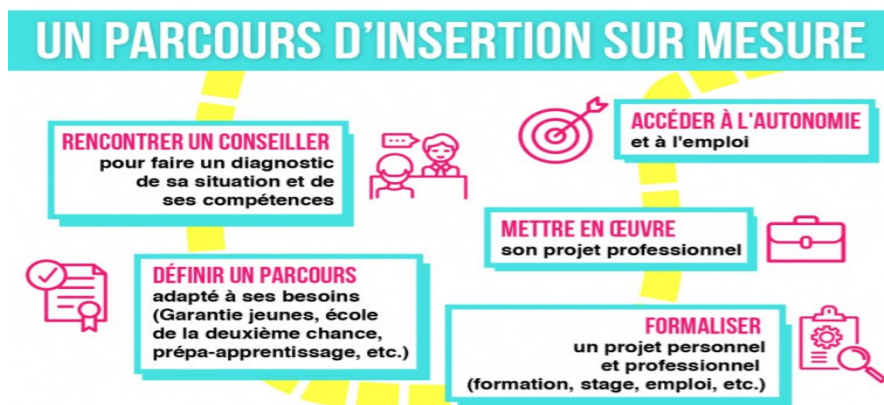 UN PARCOURS D'INSERTION SUR MESURE
RENCONTRER UN CONSEILLER
pour faire un diagnostic
de sa situation et de
ses compétences
DÉFINIR UN PARCOURS
adapté à ses besoins
(Garantie jeunes, école
de la deuxième chance,
prépa-apprentissage, etc.)
FORMALISER
un projet personnel
et professionnel
(formation, stage, emploi, etc.)
METTRE EN ŒUVRE
son projet professionnel
ACCÉDER À L'AUTONOMIE
et à l'emploi